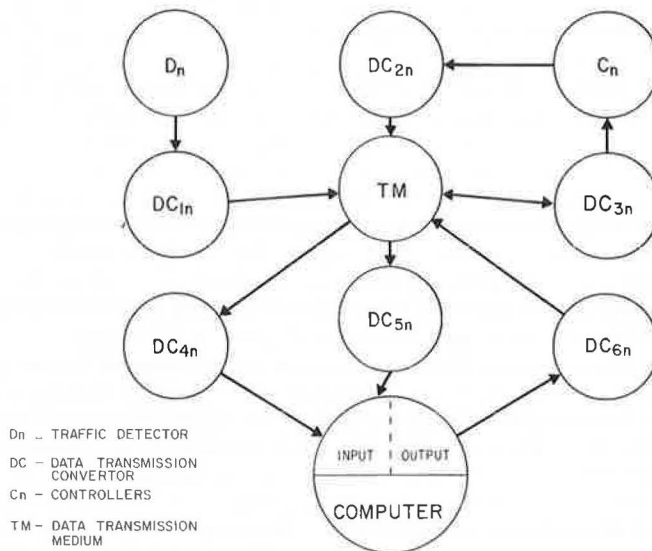 Dn
DC2n
Cn
DC1n
TM
DC3n
DC4n
DC5n
DC6n
INPUT
OUTPUT
COMPUTER
Dn - TRAFFIC DETECTOR
DC - DATA TRANSMISSION
CONVERTOR
Cn - CONTROLLERS
TM - DATA TRANSMISSION
MEDIUM